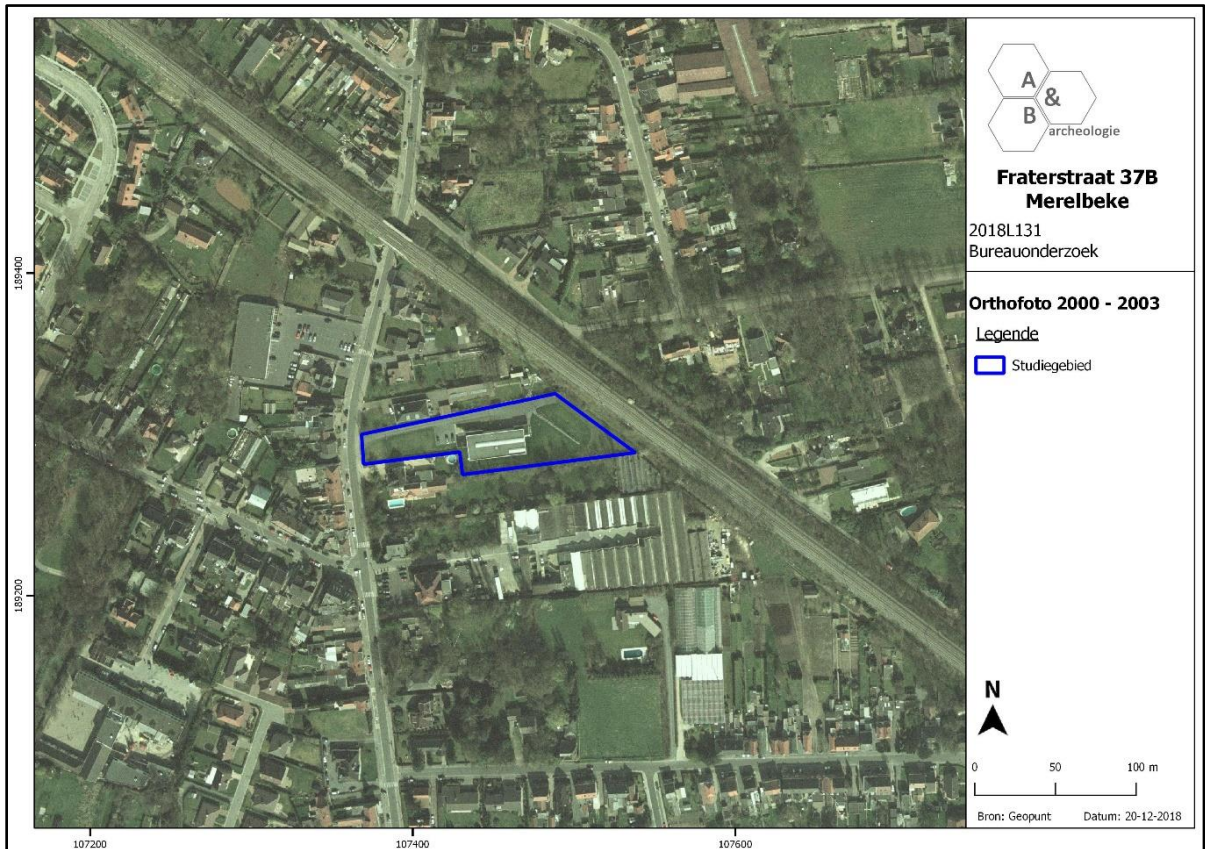 A
&
B
archeologie
Fraterstraat 37B
Merelbeke
2018L131
Bureauonderzoek
Orthofoto 2000 - 2003
Legende
Studiegebied
N
0 50 100 m
Bron: Geopunt Datum: 20-12-2018
189400
189200
107200 107400 107600